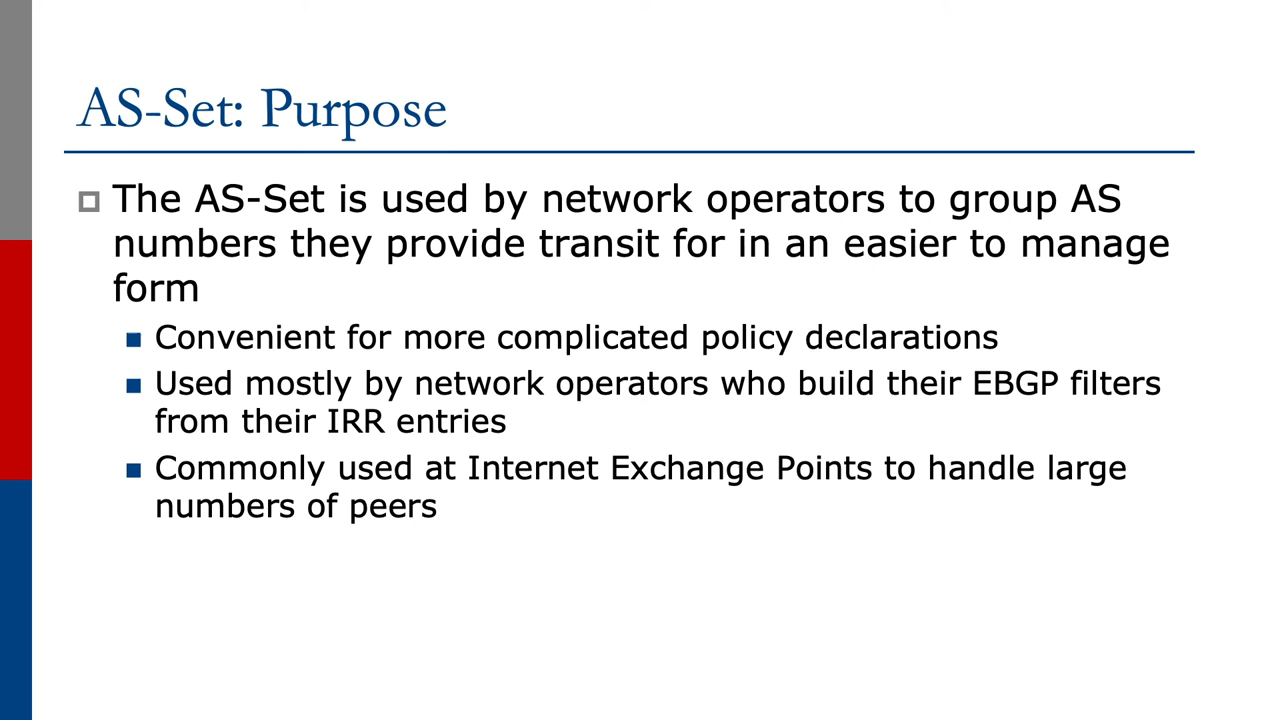 AS-Set: Purpose
The AS-Set is used by network operators to group AS
numbers they provide transit for in an easier to manage
form
Convenient for more complicated policy declarations
Used mostly by network operators who build their EBGP filters
from their IRR entries
Commonly used at Internet Exchange Points to handle large
numbers of peers